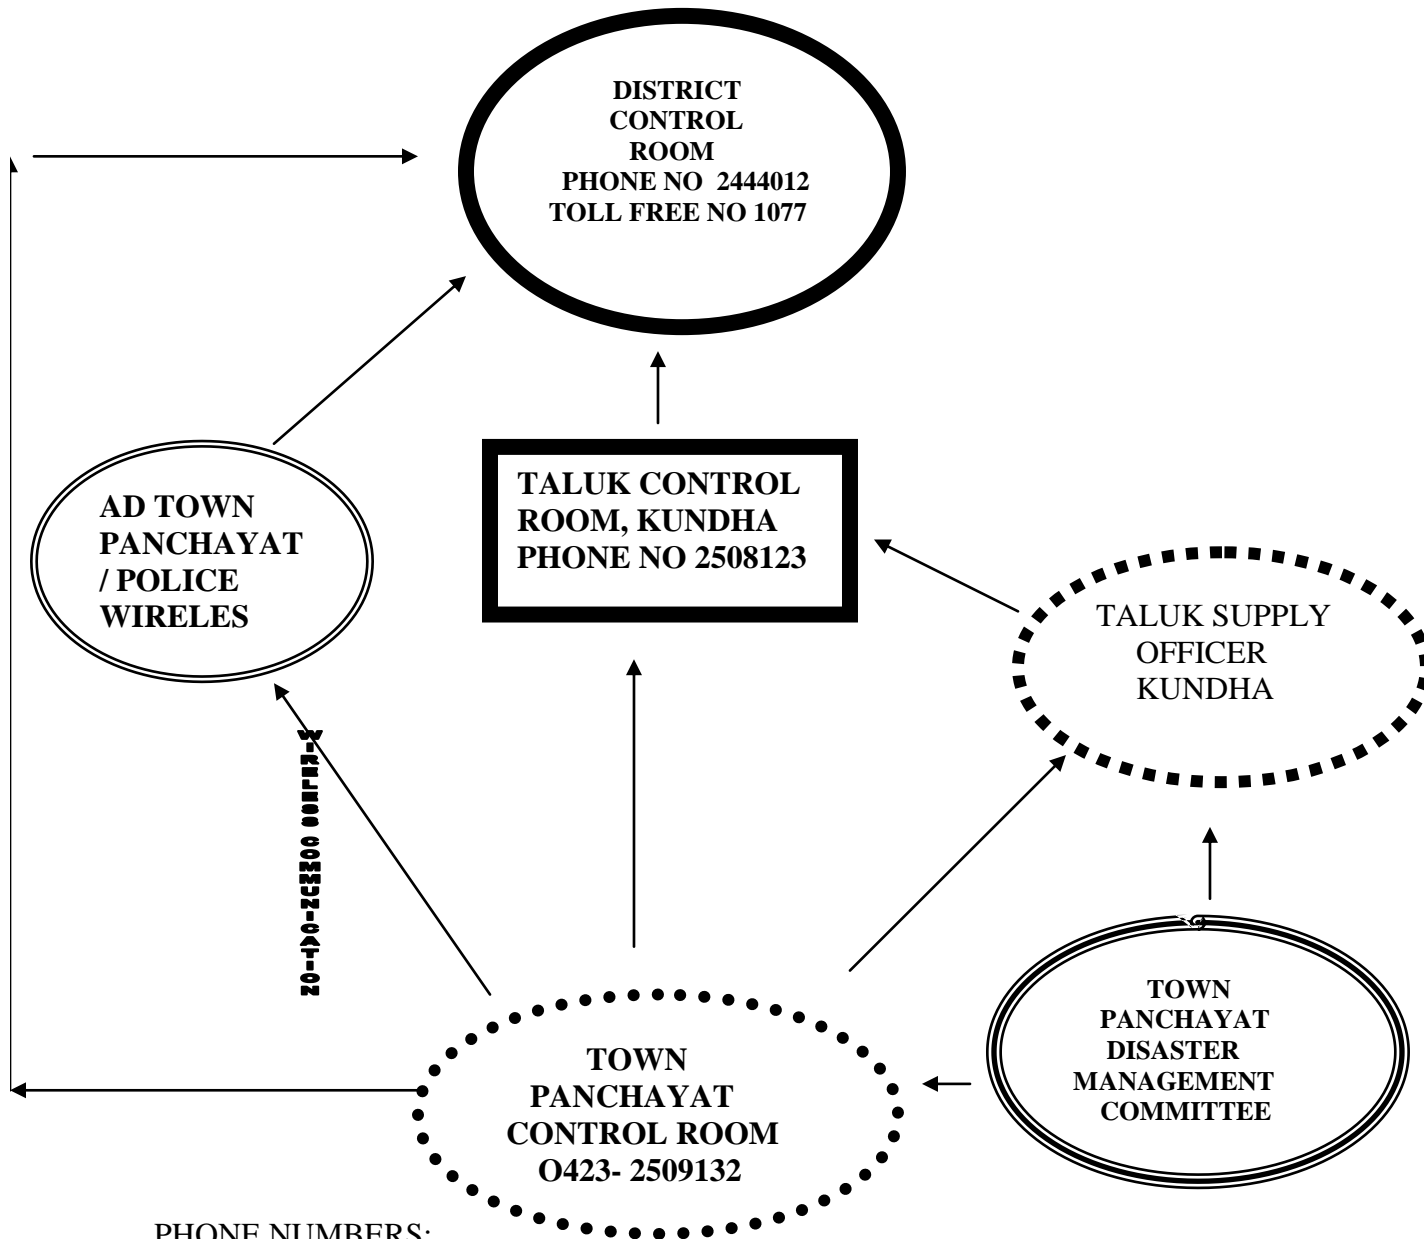 DISTRICT
CONTROL
ROOM
PHONE NO 2444012
TOLL FREE NO 1077
AD TOWN
PANCHAYAT
/ POLICE
WIRELES
TALUK CONTROL
ROOM, KUNDHA
PHONE NO 2508123
TALUK SUPPLY
OFFICER
KUNDHA
WIRELESS COMMUNICATION
TOWN
PANCHAYAT
DISASTER
MANAGEMENT
COMMITTEE
TOWN
PANCHAYAT
CONTROL ROOM
O423- 2509132
PHONE NUMBERS: